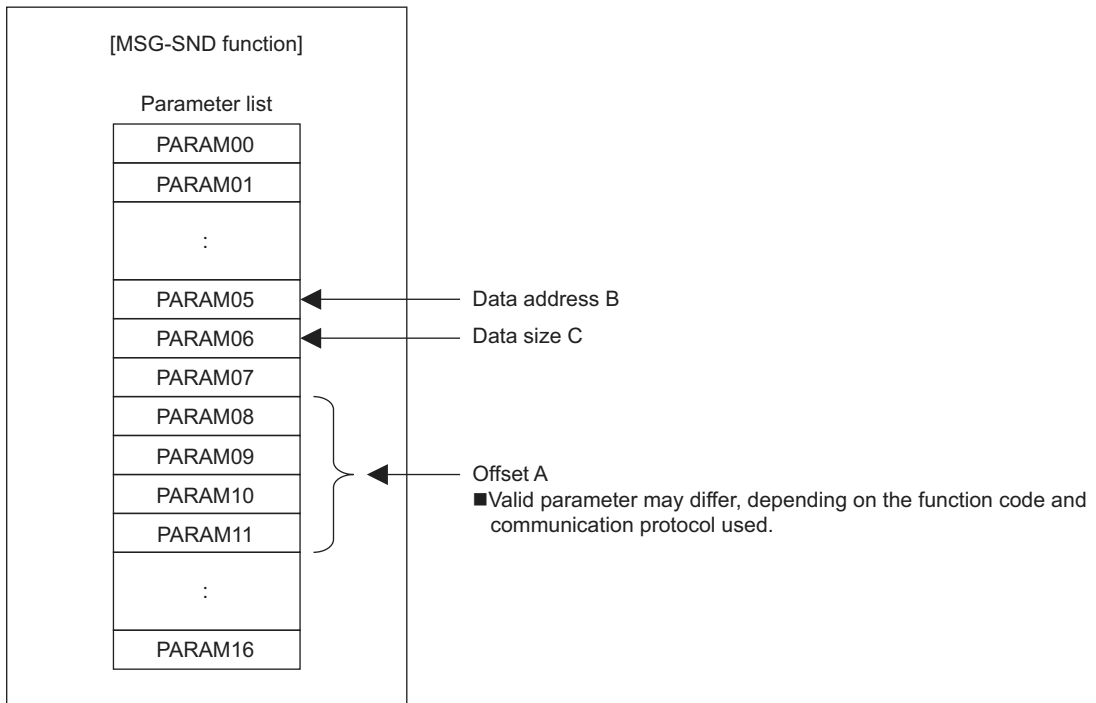 [MSG-SND function]
Parameter list
PARAM00
PARAM01
:
PARAM05
Data address B
PARAM06
Data size C
PARAM07
PARAM08
PARAM09
PARAM10
PARAM11
Offset A
■Valid parameter may differ, depending on the function code and
communication protocol used.
:
PARAM16